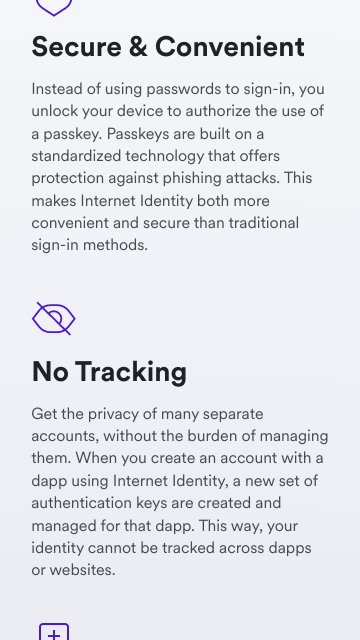 Secure & Convenient
Instead of using passwords to sign-in, you
unlock your device to authorize the use of
a passkey. Passkeys are built on a
standardized technology that offers
protection against phishing attacks. This
makes Internet Identity both more
convenient and secure than traditional
sign-in methods.
No Tracking
Get the privacy of many separate
accounts, without the burden of managing
them. When you create an account with a
dapp using Internet Identity, a new set of
authentication keys are created and
managed for that dapp. This way, your
identity cannot be tracked across dapps
or websites.